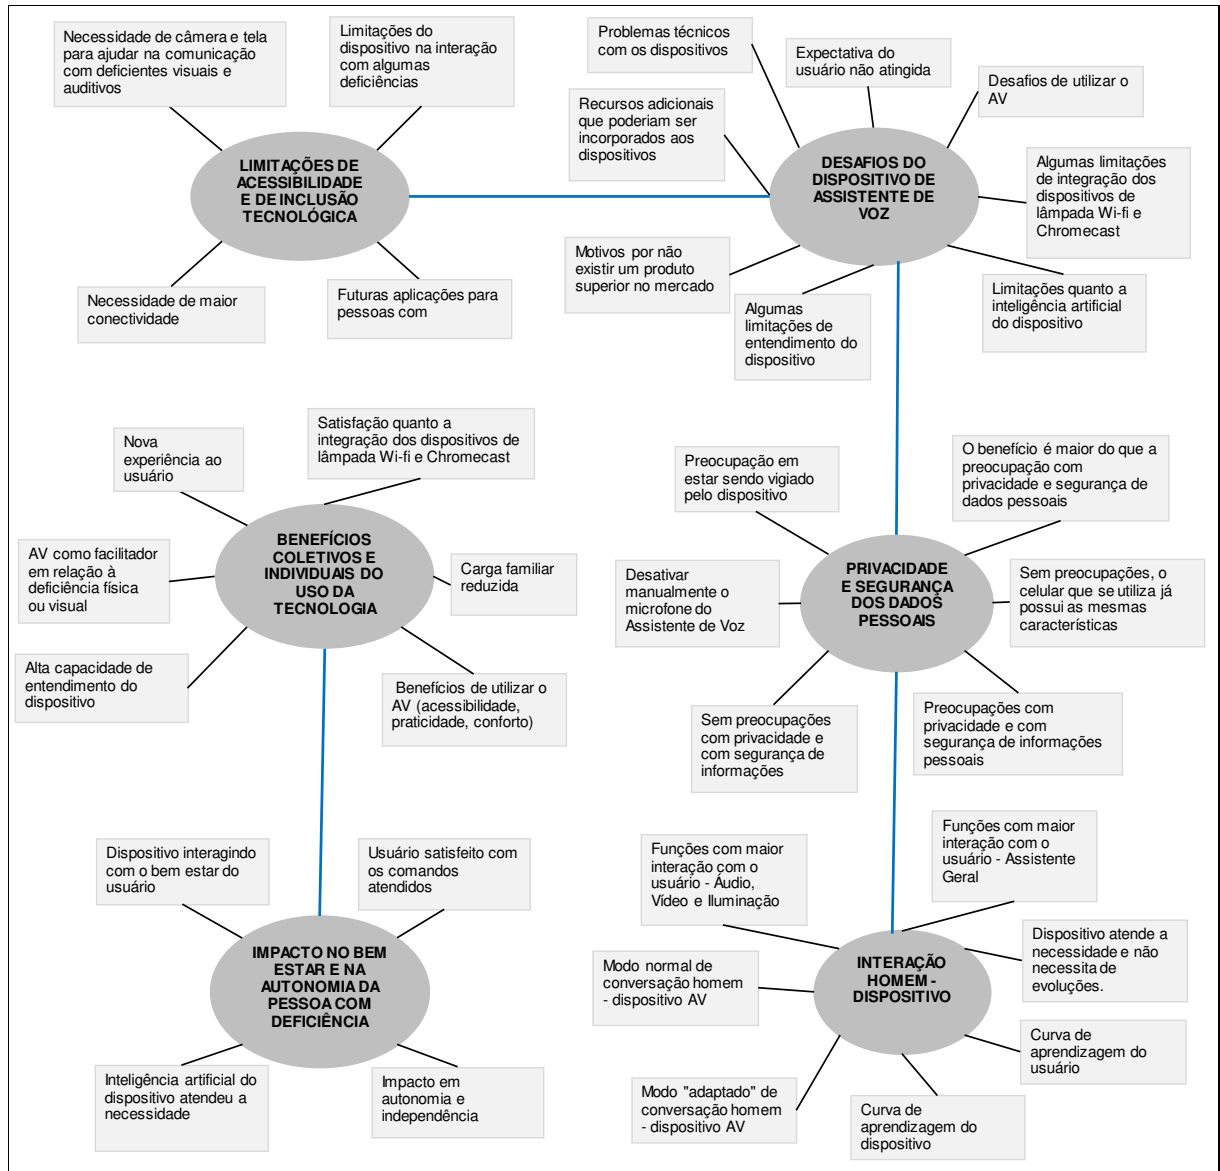 Necessidade de câmera e tela
para ajudar na comunicação
com deficientes visuais e
auditivos
Limitações do
dispositivo na interação
com algumas
deficiências
LIMITAÇÕES DE
ACESSIBILIDADE
E DE INCLUSÃO
TECNOLÓGICA
Necessidade de maior
conectividade
Futuras aplicações para
pessoas com
Problemas técnicos
com os dispositivos
Expectativa do
usuário não atingida
Desafios de utilizar o
AV
Recursos adicionais
que poderiam ser
incorporados aos
dispositivos
DESAFIOS DO
DISPOSITIVO DE
ASSISTENTE DE
VOZ
Algumas limitações
de integração dos
dispositivos de
lâmpada Wi-fi e
Chromecast
Motivos por não
existir um produto
superior no mercado
Algumas
limitações de
entendimento do
dispositivo
Limitações quanto a
inteligência artificial
do dispositivo
Nova
experiência ao
usuário
Satisfação quanto a
integração dos dispositivos de
lâmpada Wi-fi e Chromecast
AV como facilitador
em relação à
deficiência física
ou visual
BENEFÍCIOS
COLETIVOS E
INDIVIDUAIS DO
USO DA
TECNOLOGIA
Carga familiar
reduzida
Alta capacidade de
entendimento do
dispositivo
Benefícios de utilizar o
AV (acessibilidade,
praticidade, conforto)
Preocupação em
estar sendo vigiado
pelo dispositivo
O benefício é maior do que a
preocupação com
privacidade e segurança de
dados pessoais
Desativar
manualmente o
microfone do
Assistente de Voz
PRIVACIDADE
E SEGURANÇA
DOS DADOS
PESSOAIS
Sem preocupações, o
celular que se utiliza já
possui as mesmas
características
Sem preocupações
com privacidade e
com segurança de
informações
Preocupações com
privacidade e com
segurança de informações
pessoais
Dispositivo interagindo
com o bem estar do
usuário
Usuário satisfeito com
os comandos
atendidos
IMPACTO NO BEM
ESTAR E NA
AUTONOMIA DA
PESSOA COM
DEFICIÊNCIA
Inteligência artificial do
dispositivo atendeu a
necessidade
Impacto em
autonomia e
independência
Funções com maior
interação com o
usuário - Áudio,
Vídeo e Iluminação
Funções com maior
interação com o
usuário - Assistente
Geral
Modo normal de
conversação homem
- dispositivo AV
INTERAÇÃO
HOMEM -
DISPOSITIVO
Dispositivo atende a
necessidade e não
necessita de
evoluções.
Modo "adaptado" de
conversação homem
- dispositivo AV
Curva de
aprendizagem do
dispositivo
Curva de
aprendizagem do
usuário